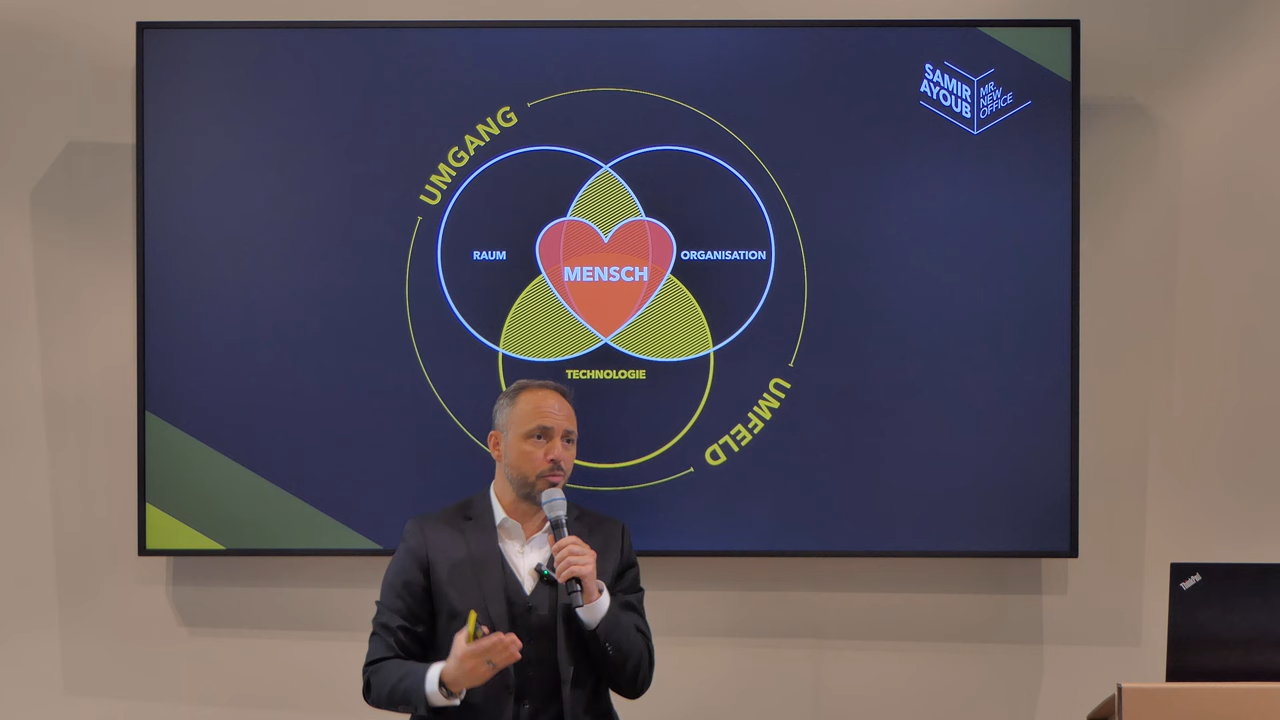 SAMIR
AYOUB
MR.
NEW
OFFICE
UMGANG
RAUM
ORGANISATION
MENSCH
TECHNOLOGIE
UMFELD
ThinkPad